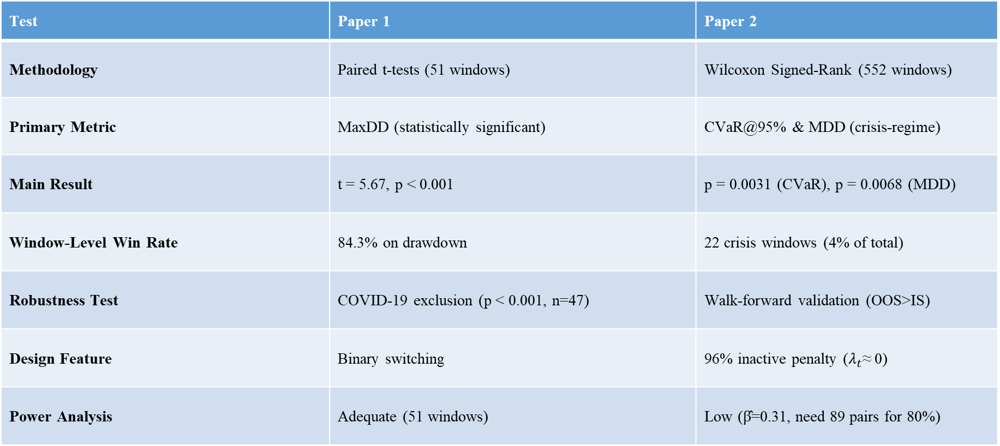 Test Paper 1 Paper 2
Methodology Paired t-tests (51 windows) Wilcoxon Signed-Rank (552 windows)
Primary Metric MaxDD (statistically significant) CVaR@95% & MDD (crisis-regime)
Main Result t = 5.67, p < 0.001 p = 0.0031 (CVaR), p = 0.0068 (MDD)
Window-Level Win Rate 84.3% on drawdown 22 crisis windows (4% of total)
Robustness Test COVID-19 exclusion (p < 0.001, n=47) Walk-forward validation (OOS>IS)
Design Feature Binary switching 96% inactive penalty (λₜ≈ 0)
Power Analysis Adequate (51 windows) Low (β̂=0.31, need 89 pairs for 80%)